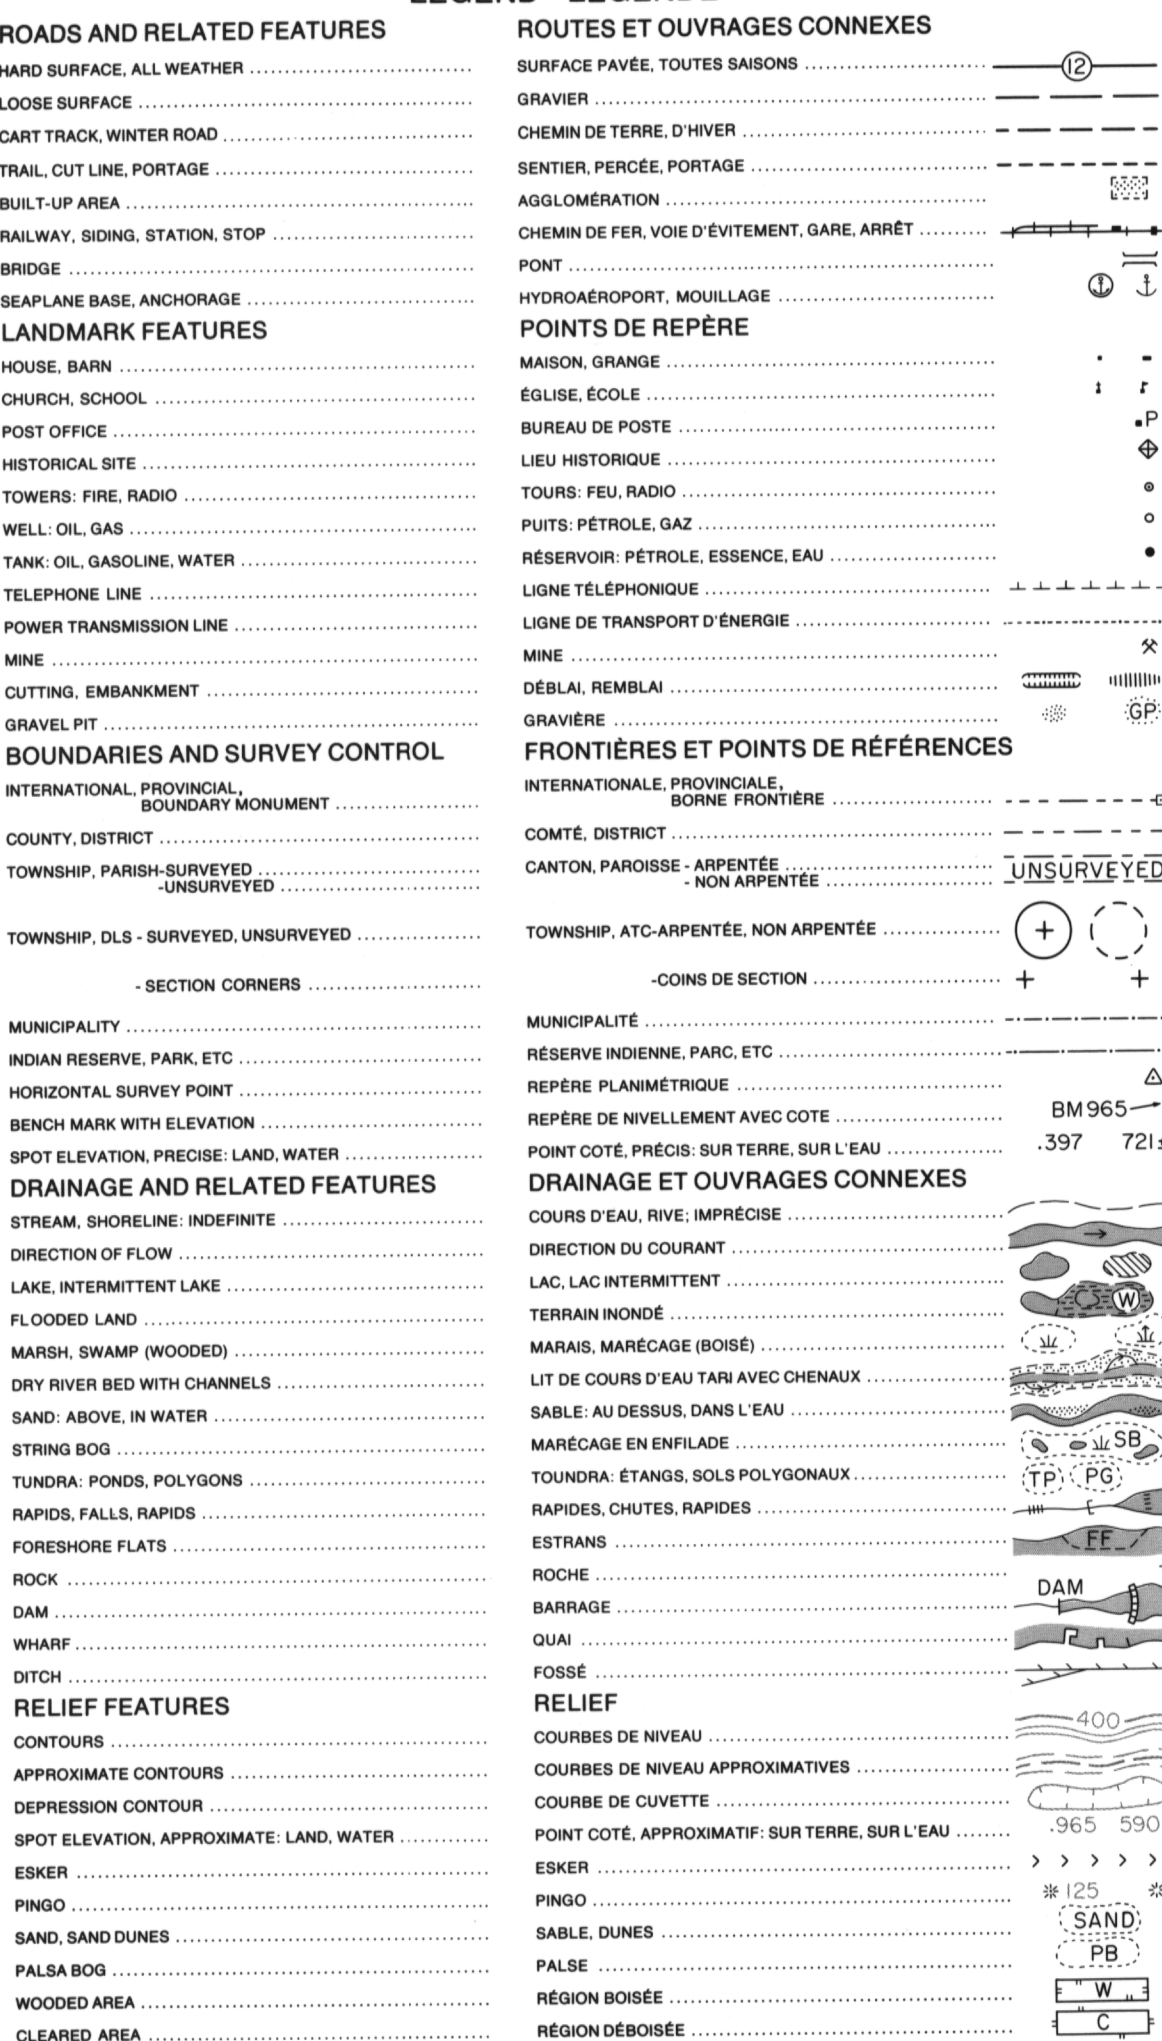 ROADS AND RELATED FEATURES ROUTES ET OUVRAGES CONNEXES
HARD SURFACE, ALL WEATHER SURFACE PAVÉE, TOUTES SAISONS 12
LOOSE SURFACE GRAVIER
CART TRACK, WINTER ROAD CHEMIN DE TERRE, D'HIVER
TRAIL, CUT LINE, PORTAGE SENTIER, PERCÉE, PORTAGE
BUILT-UP AREA AGGLOMÉRATION
RAILWAY, SIDING, STATION, STOP CHEMIN DE FER, VOIE D'ÉVITEMENT, GARE, ARRÊT
BRIDGE PONT
SEAPLANE BASE, ANCHORAGE HYDROAÉROPORT, MOUILLAGE
LANDMARK FEATURES POINTS DE REPÈRE
HOUSE, BARN MAISON, GRANGE
CHURCH, SCHOOL ÉGLISE, ÉCOLE
POST OFFICE BUREAU DE POSTE P
HISTORICAL SITE LIEU HISTORIQUE
TOWERS: FIRE, RADIO TOURS: FEU, RADIO
WELL: OIL, GAS PUITS: PÉTROLE, GAZ
TANK: OIL, GASOLINE, WATER RÉSERVOIR: PÉTROLE, ESSENCE, EAU
TELEPHONE LINE LIGNE TÉLÉPHONIQUE
POWER TRANSMISSION LINE LIGNE DE TRANSPORT D'ÉNERGIE
MINE MINE
CUTTING, EMBANKMENT DÉBLAI, REMBLAI
GRAVEL PIT GRAVIÈRE GP
BOUNDARIES AND SURVEY CONTROL FRONTIÈRES ET POINTS DE RÉFÉRENCES
INTERNATIONAL, PROVINCIAL, INTERNATIONALE, PROVINCIALE,
BOUNDARY MONUMENT BORNE FRONTIÈRE
COUNTY, DISTRICT COMTÉ, DISTRICT
TOWNSHIP, PARISH-SURVEYED CANTON, PAROISSE - ARPENTÉE UNSURVEYED
-UNSURVEYED - NON ARPENTÉE
TOWNSHIP, DLS - SURVEYED, UNSURVEYED TOWNSHIP, ATC-ARPENTÉE, NON ARPENTÉE
- SECTION CORNERS -COINS DE SECTION
MUNICIPALITY MUNICIPALITÉ
INDIAN RESERVE, PARK, ETC RÉSERVE INDIENNE, PARC, ETC
HORIZONTAL SURVEY POINT REPÈRE PLANIMÉTRIQUE
BENCH MARK WITH ELEVATION REPÈRE DE NIVELLEMENT AVEC COTE BM 965
SPOT ELEVATION, PRECISE: LAND, WATER POINT COTÉ, PRÉCIS: SUR TERRE, SUR L'EAU .397 721±
DRAINAGE AND RELATED FEATURES DRAINAGE ET OUVRAGES CONNEXES
STREAM, SHORELINE: INDEFINITE COURS D'EAU, RIVE; IMPRÉCISE
DIRECTION OF FLOW DIRECTION DU COURANT
LAKE, INTERMITTENT LAKE LAC, LAC INTERMITTENT
FLOODED LAND TERRAIN INONDÉ W
MARSH, SWAMP (WOODED) MARAIS, MARÉCAGE (BOISÉ)
DRY RIVER BED WITH CHANNELS LIT DE COURS D'EAU TARI AVEC CHENAUX
SAND: ABOVE, IN WATER SABLE: AU DESSUS, DANS L'EAU
STRING BOG MARÉCAGE EN ENFILADE SB
TUNDRA: PONDS, POLYGONS TOUNDRA: ÉTANGS, SOLS POLYGONAUX TP PG
RAPIDS, FALLS, RAPIDS RAPIDES, CHUTES, RAPIDES
FORESHORE FLATS ESTRANS FF
ROCK ROCHE
DAM BARRAGE DAM
WHARF QUAI
DITCH FOSSÉ
RELIEF FEATURES RELIEF
CONTOURS COURBES DE NIVEAU 400
APPROXIMATE CONTOURS COURBES DE NIVEAU APPROXIMATIVES
DEPRESSION CONTOUR COURBE DE CUVETTE
SPOT ELEVATION, APPROXIMATE: LAND, WATER POINT COTÉ, APPROXIMATIF: SUR TERRE, SUR L'EAU .965 590
ESKER ESKER
PINGO PINGO 125
SAND, SAND DUNES SABLE, DUNES SAND
PALSA BOG PALSE PB
WOODED AREA RÉGION BOISÉE W
CLEARED AREA RÉGION DÉBOISÉE C